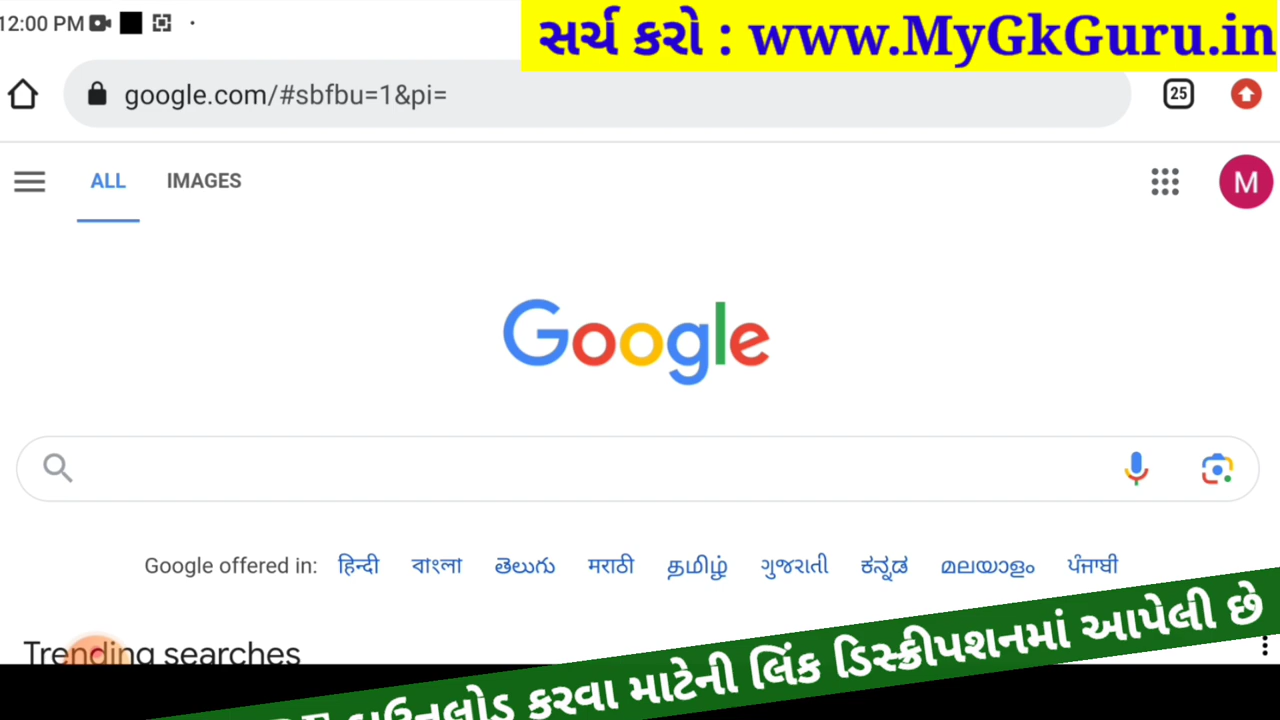 12:00 PM
સર્ચ કરો : www.MyGkGuru.in
google.com/#sbfbu=1&pi=
25
ALL IMAGES
M
Google
Google offered in: हिन्दी বাংলা తెలుగు मराठी தமிழ் ગુજરાતી ಕನ್ನಡ മലയാളം ਪੰਜਾਬੀ
Trending searches
ડાઉનલોડ કરવા માટેની લિંક ડિસ્ક્રીપશનમાં આપેલી છે